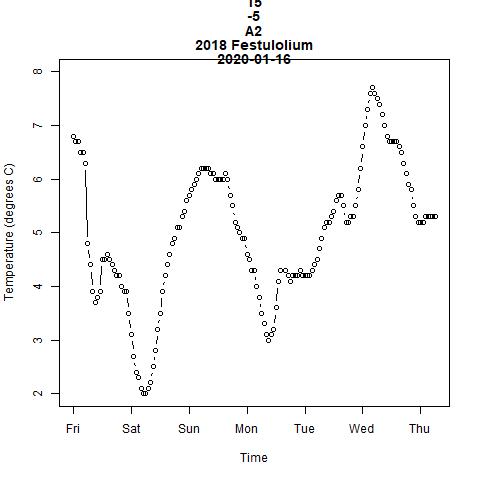 15
-5
A2
2018 Festulolium
2020-01-16
Temperature (degrees C)
8
7
6
5
4
3
2
Fri Sat Sun Mon Tue Wed Thu
Time